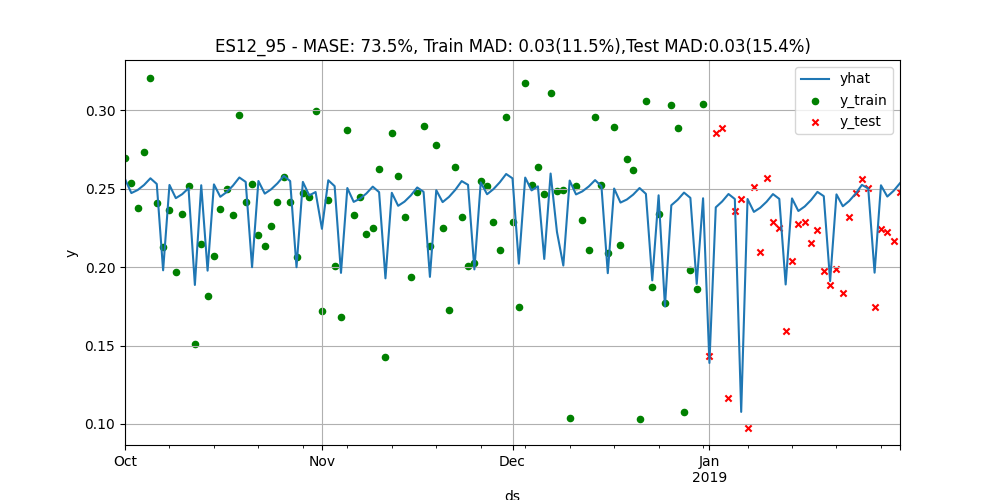 ES12_95 - MASE: 73.5%, Train MAD: 0.03(11.5%),Test MAD:0.03(15.4%)
yhat
y_train
y_test
0.30
0.25
0.20
0.15
0.10
y
Oct
Nov
Dec
Jan
2019
ds